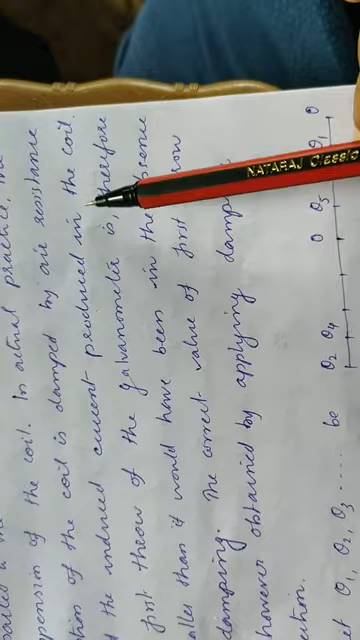 pension of the coil. In actual practice, the
tion of the coil is damped by air resistance
d the induced current produced in the coil.
first throw of the galvanometer is, therefore
aller than it would have been in the absence
damping. The correct value of first
however obtained by applying damp
ction.
θ1, θ2, θ3 ..... be
θ2 θ4 0 θ3 θ1 0
NATARAJ Classic